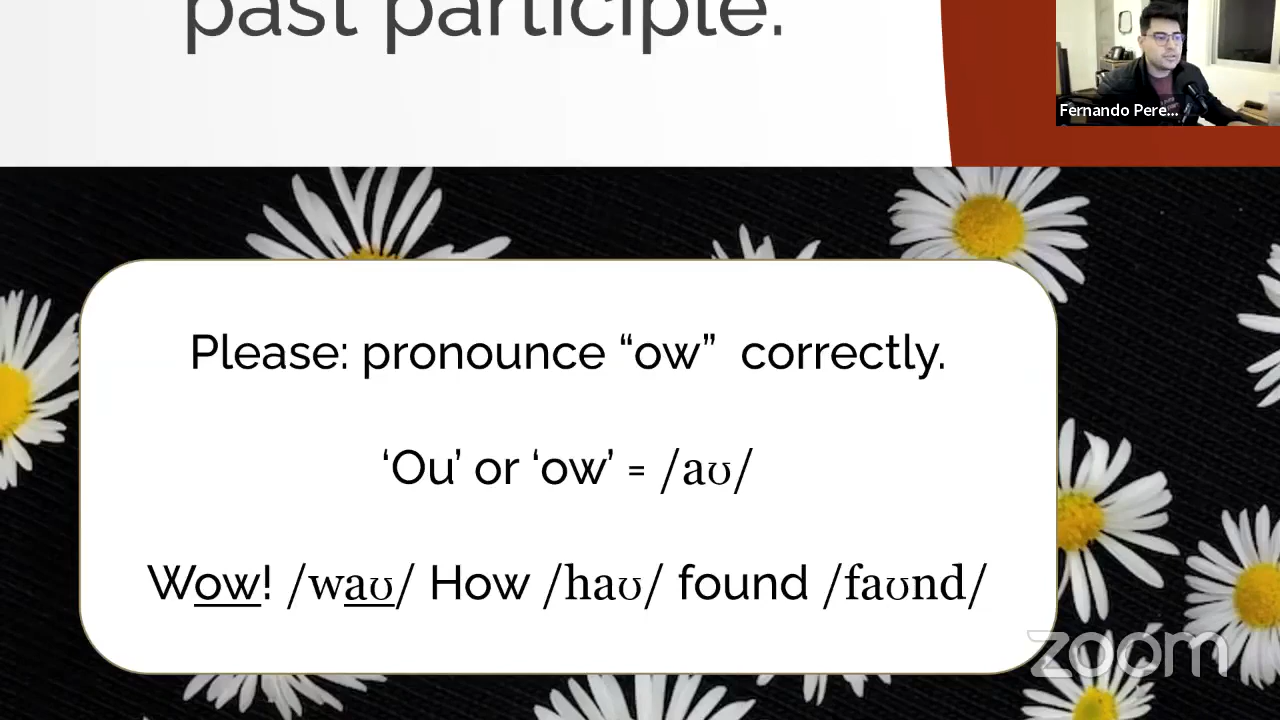 past participle.
Fernando Pere...
Please: pronounce “ow” correctly.
‘Ou’ or ‘ow’ = /aʊ/
Wow! /waʊ/ How /haʊ/ found /faʊnd/
zoom